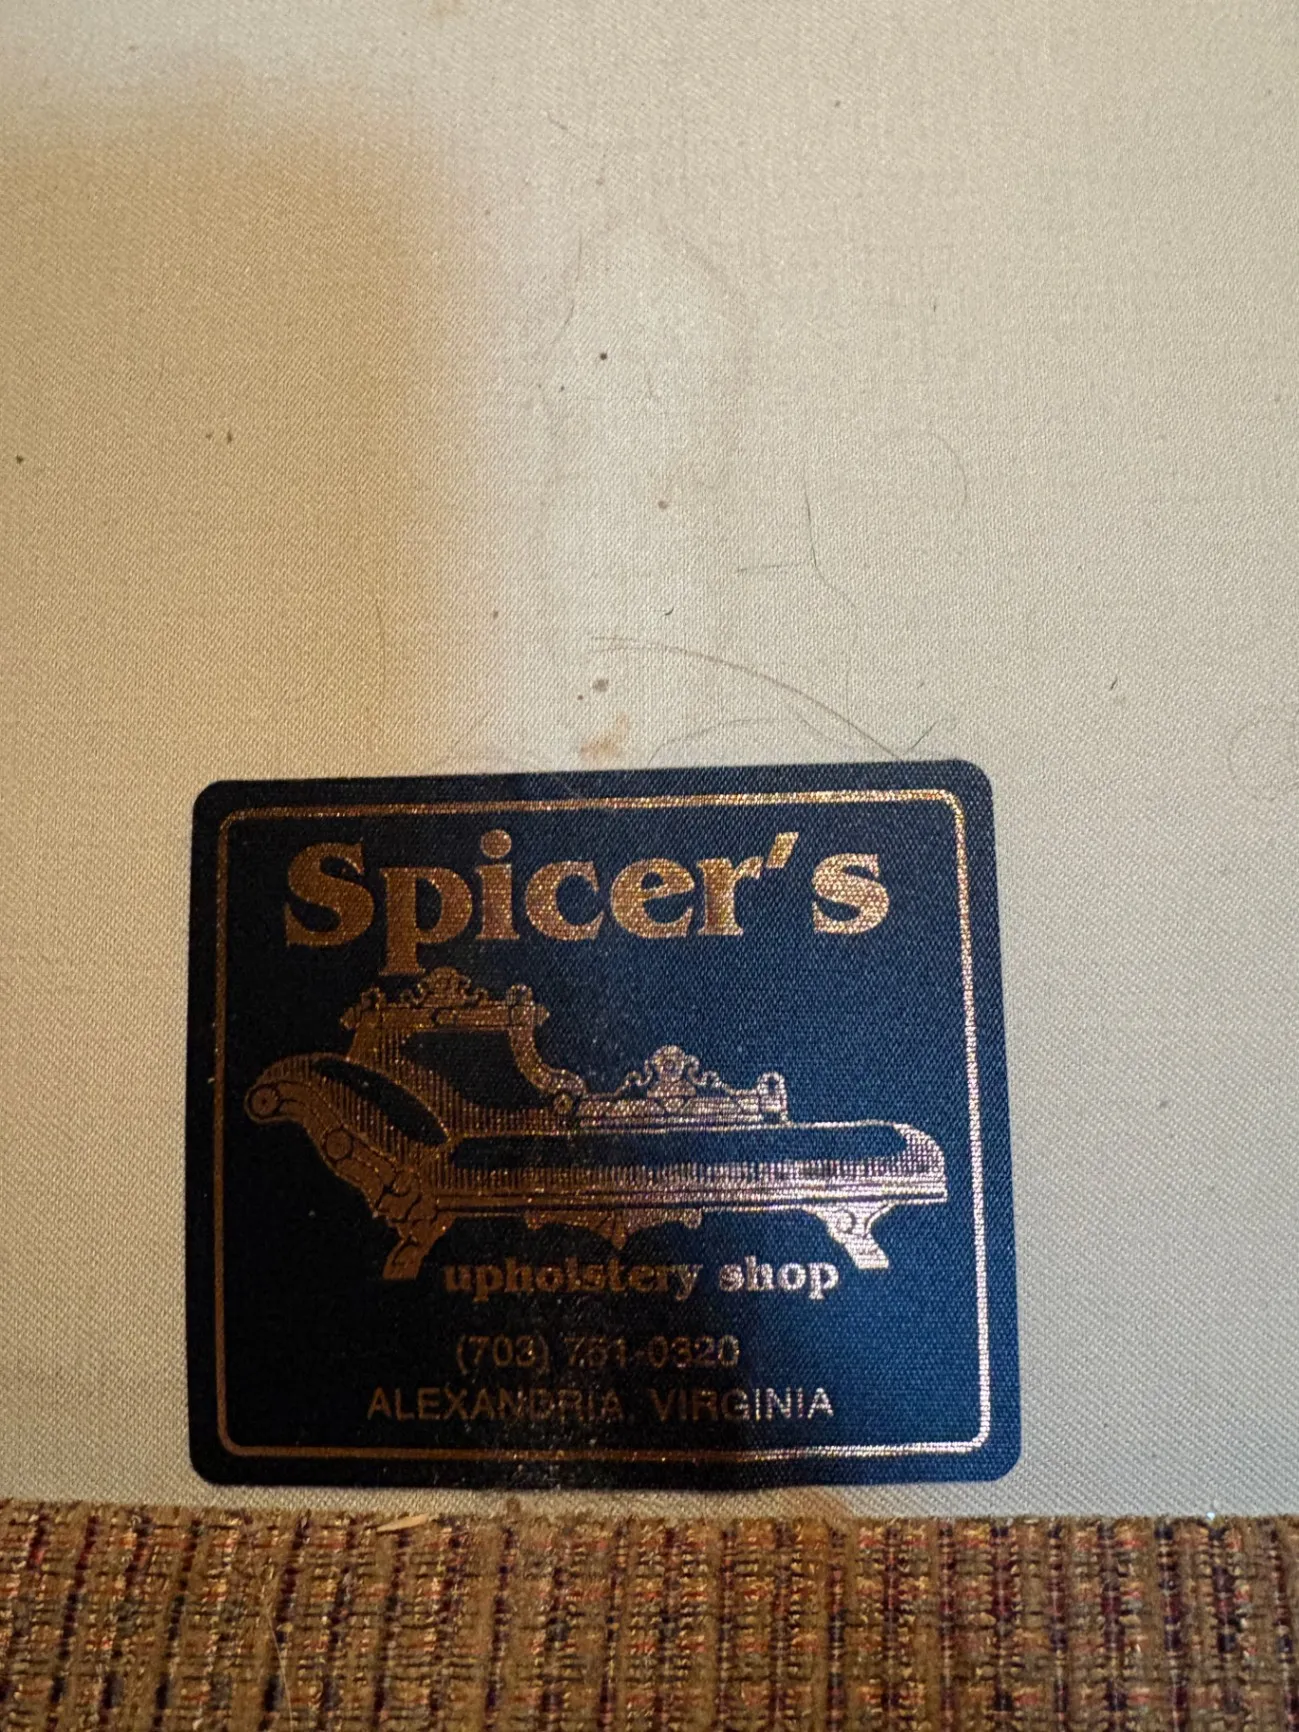 Spicer's
upholstery shop
(703) 751-0320
ALEXANDRIA, VIRGINIA